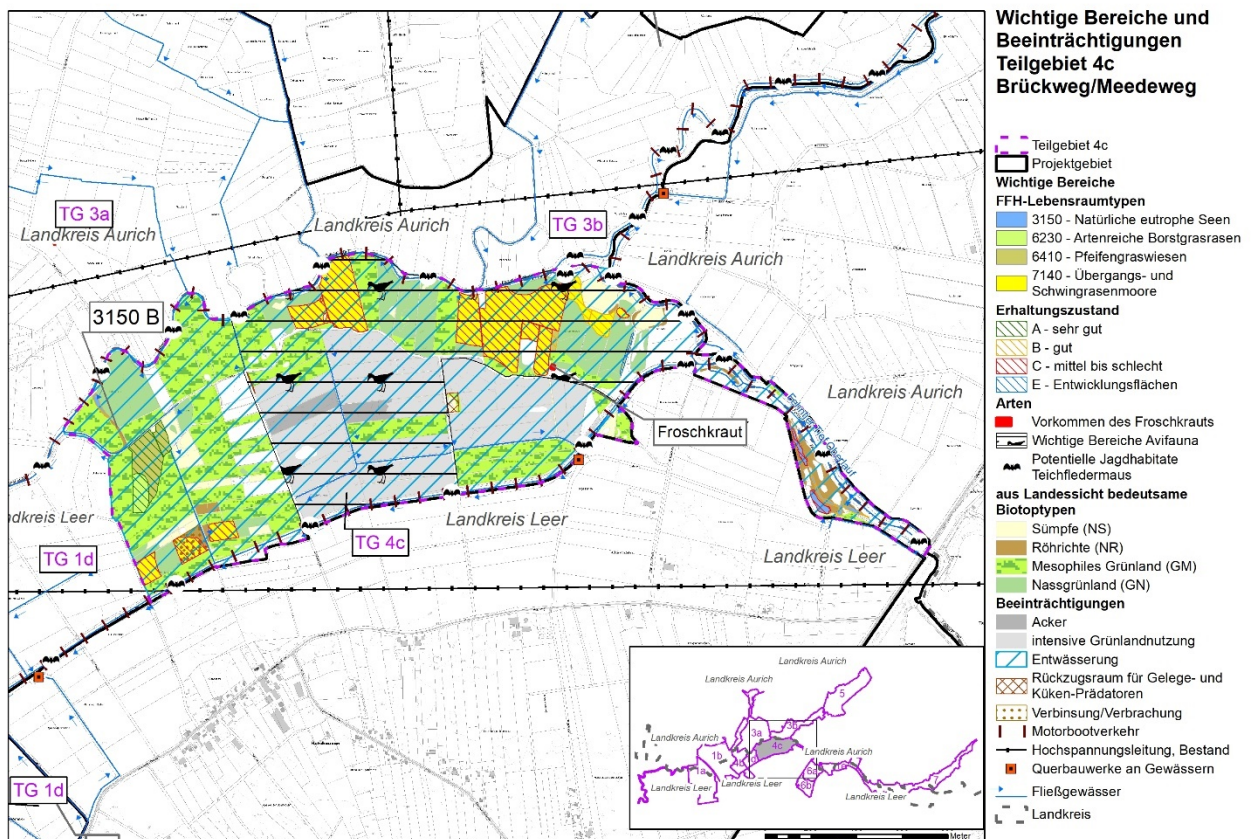 Wichtige Bereiche und
Beeinträchtigungen
Teilgebiet 4c
Brückweg/Meedeweg
Teilgebiet 4c
Projektgebiet
Wichtige Bereiche
FFH-Lebensraumtypen
3150 - Natürliche eutrophe Seen
6230 - Artenreiche Borstgrasrasen
6410 - Pfeifengraswiesen
7140 - Übergangs- und
Schwingrasenmoore
Erhaltungszustand
A - sehr gut
B - gut
C - mittel bis schlecht
E - Entwicklungsflächen
Arten
Vorkommen des Froschkrauts
Wichtige Bereiche Avifauna
Potentielle Jagdhabitate
Teichfledermaus
aus Landessicht bedeutsame
Biotoptypen
Sümpfe (NS)
Röhrichte (NR)
Mesophiles Grünland (GM)
Nassgrünland (GN)
Beeinträchtigungen
Acker
intensive Grünlandnutzung
Entwässerung
Rückzugsraum für Gelege- und
Küken-Prädatoren
Verbinsung/Verbrachung
Motorbootverkehr
Hochspannungsleitung, Bestand
Querbauwerke an Gewässern
Fließgewässer
Landkreis
TG 3a
Landkreis Aurich
Landkreis Aurich
TG 3b
Landkreis Aurich
3150 B
Landkreis Aurich
Froschkraut
ndkreis Leer
Landkreis Leer
TG 4c
TG 1d
Landkreis Leer
TG 1d
Landkreis Aurich
Landkreis Aurich
5
3b
3a
Landkreis Aurich
4c
Landkreis Aurich
1b
1a
6a
6b
Landkreis Leer
Landkreis Leer
Landkreis Leer
Meter